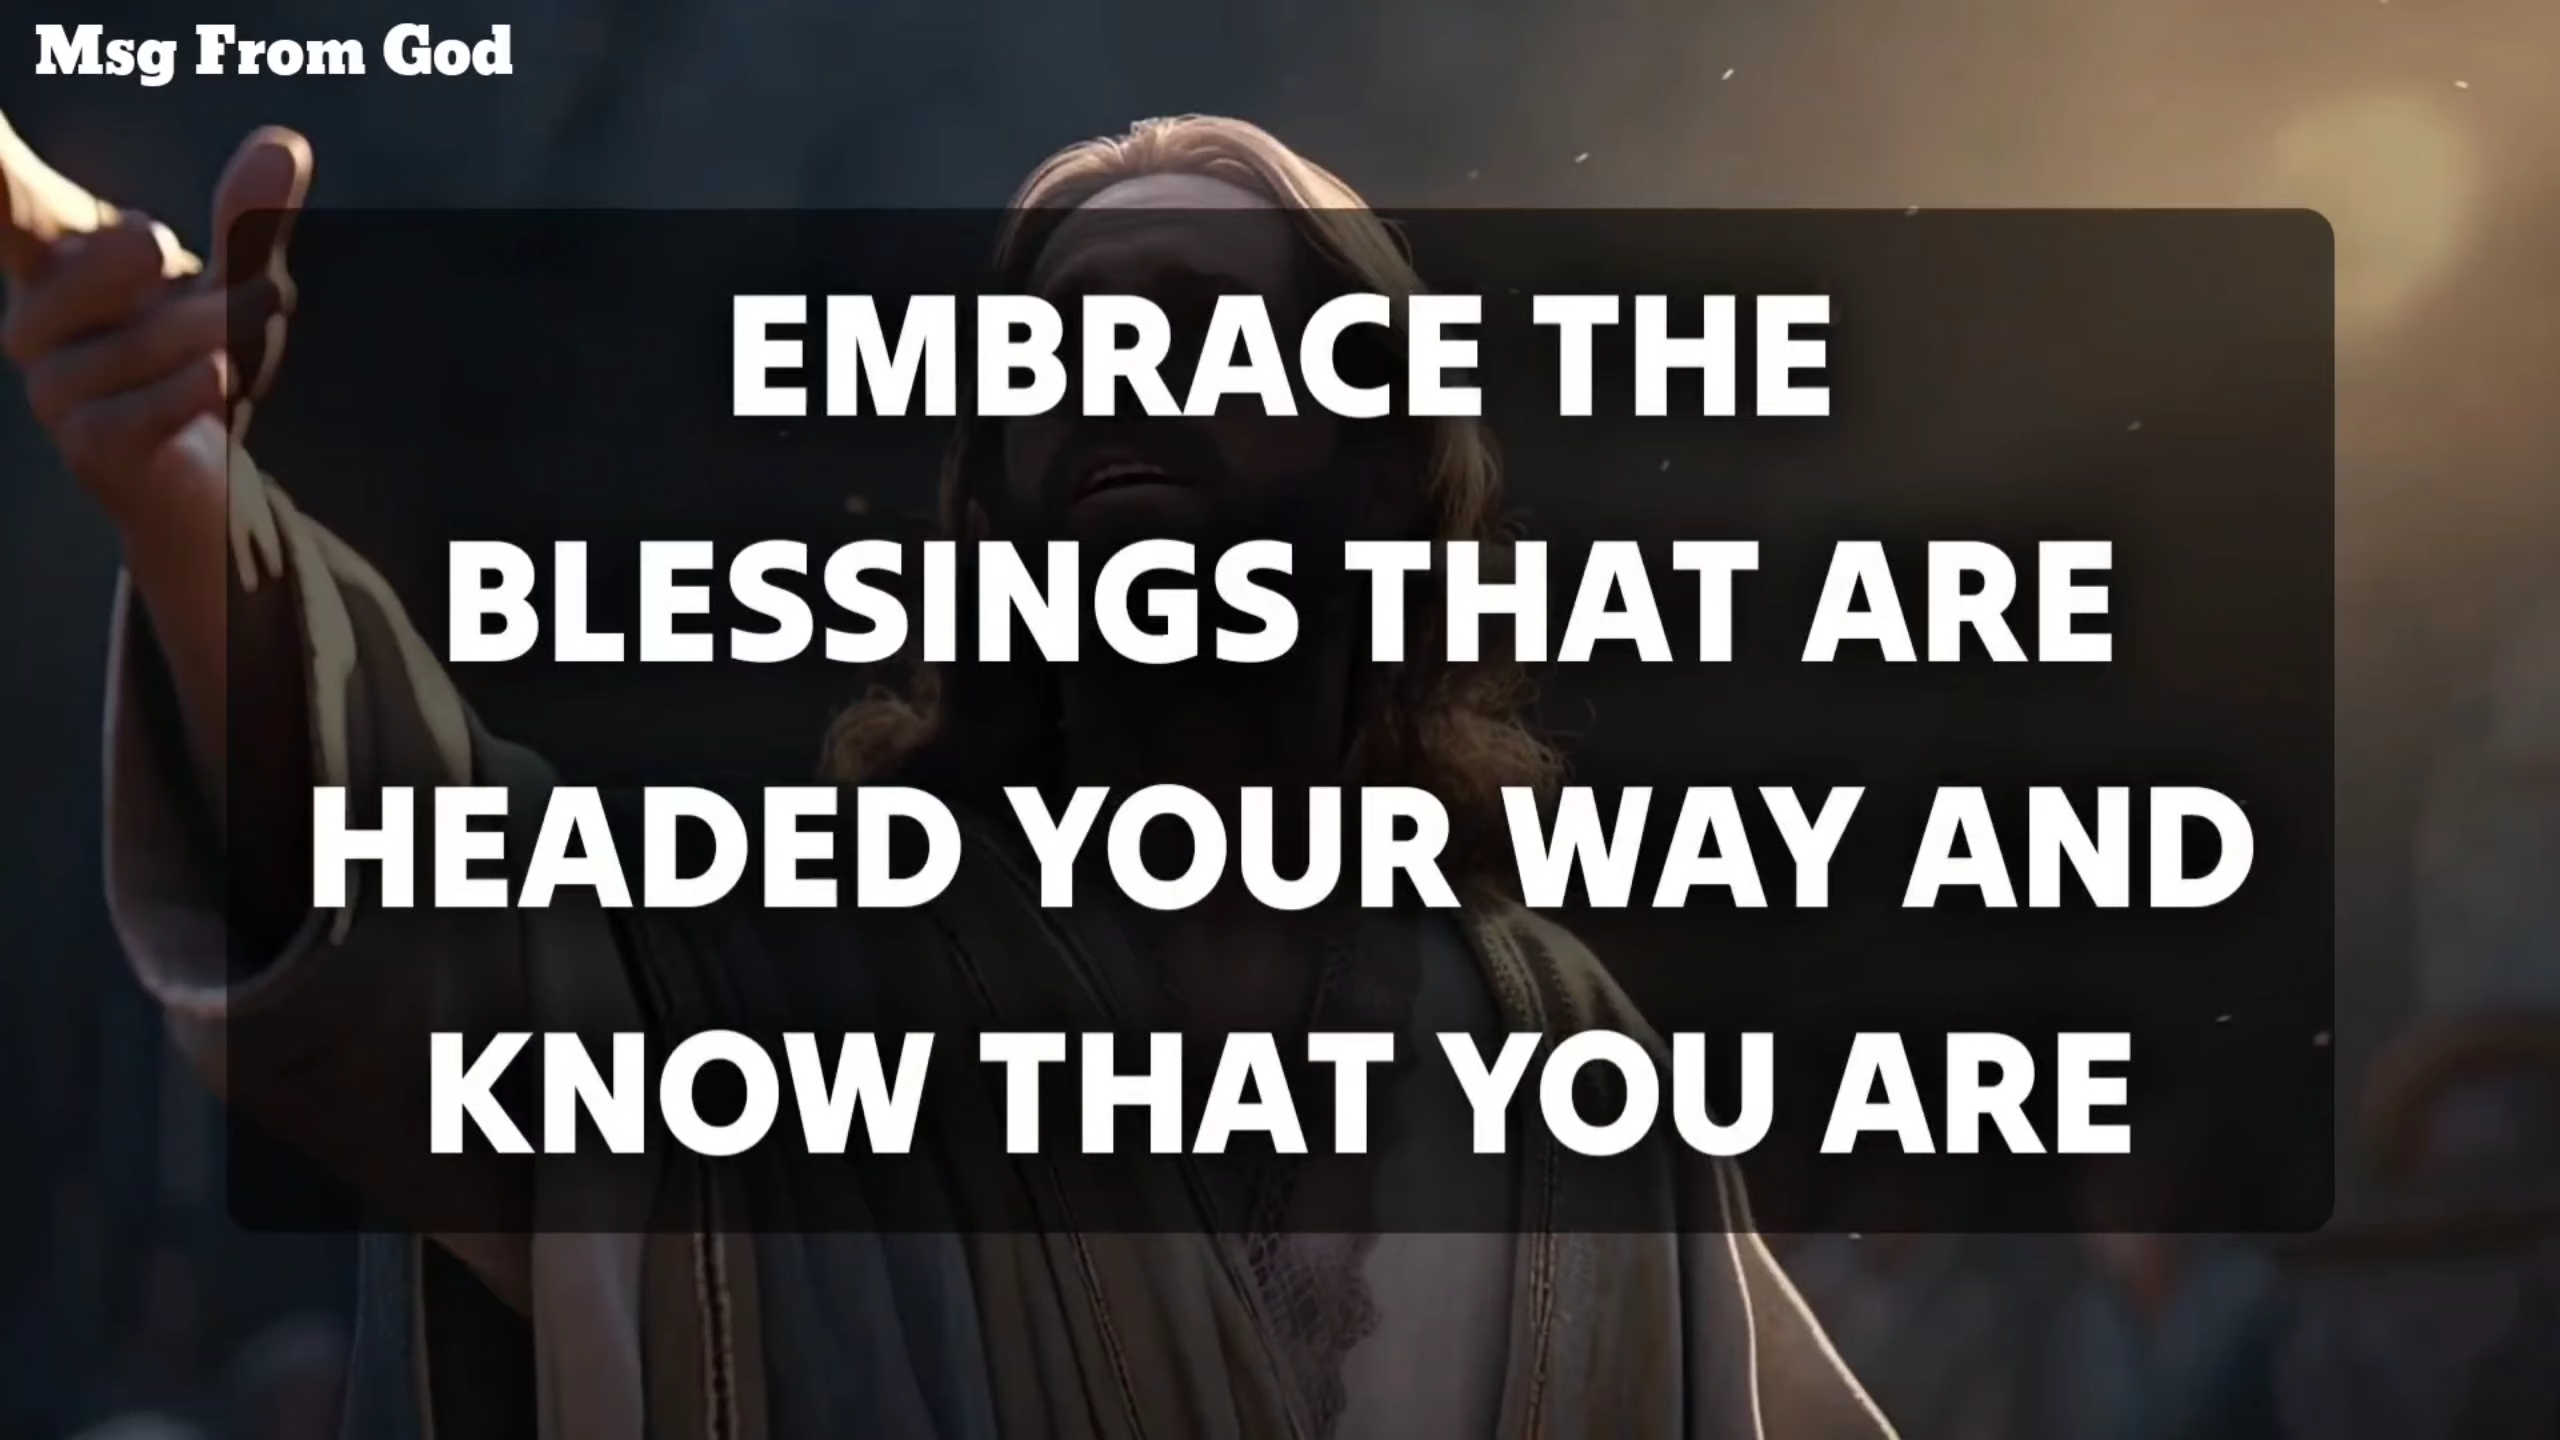 Msg From God
EMBRACE THE
BLESSINGS THAT ARE
HEADED YOUR WAY AND
KNOW THAT YOU ARE